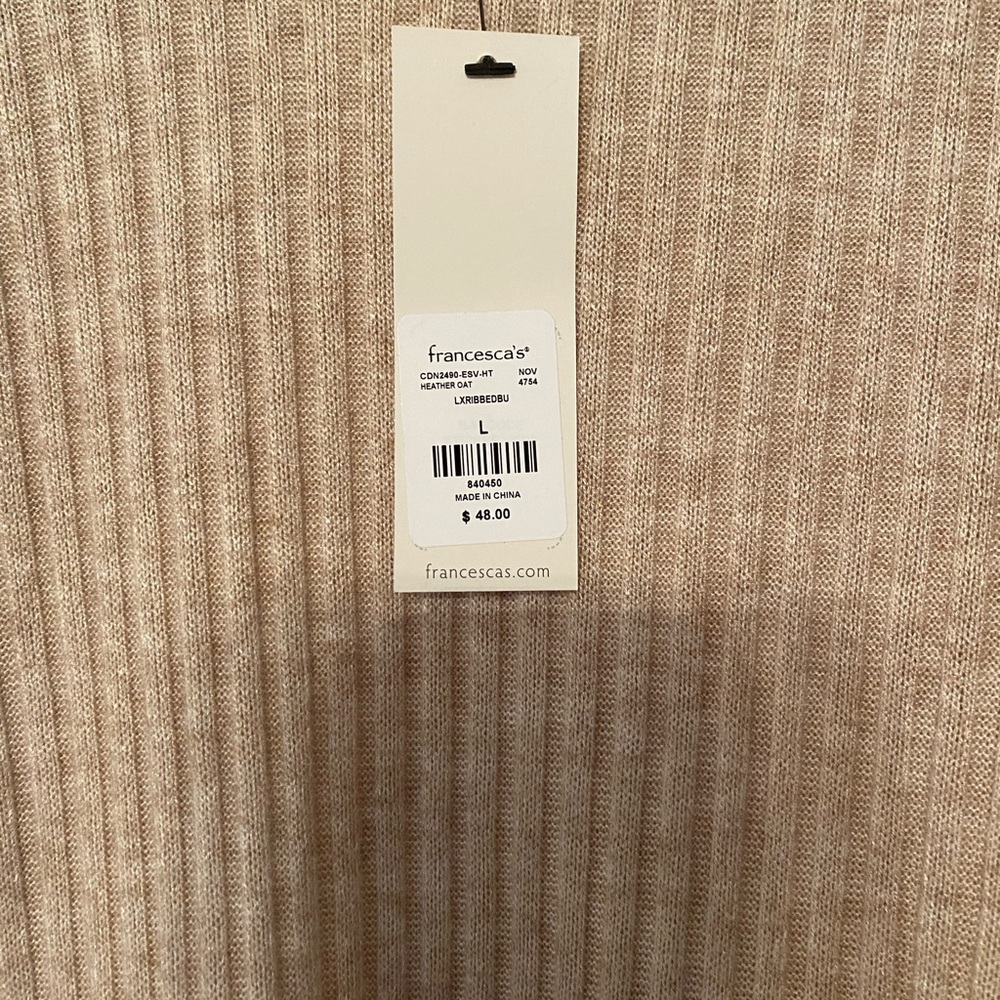 francesca's®
CDN2490-ESV-HT NOV
HEATHER OAT 4754
LXRIBBEDBU
L
840450
MADE IN CHINA
$ 48.00
francescas.com